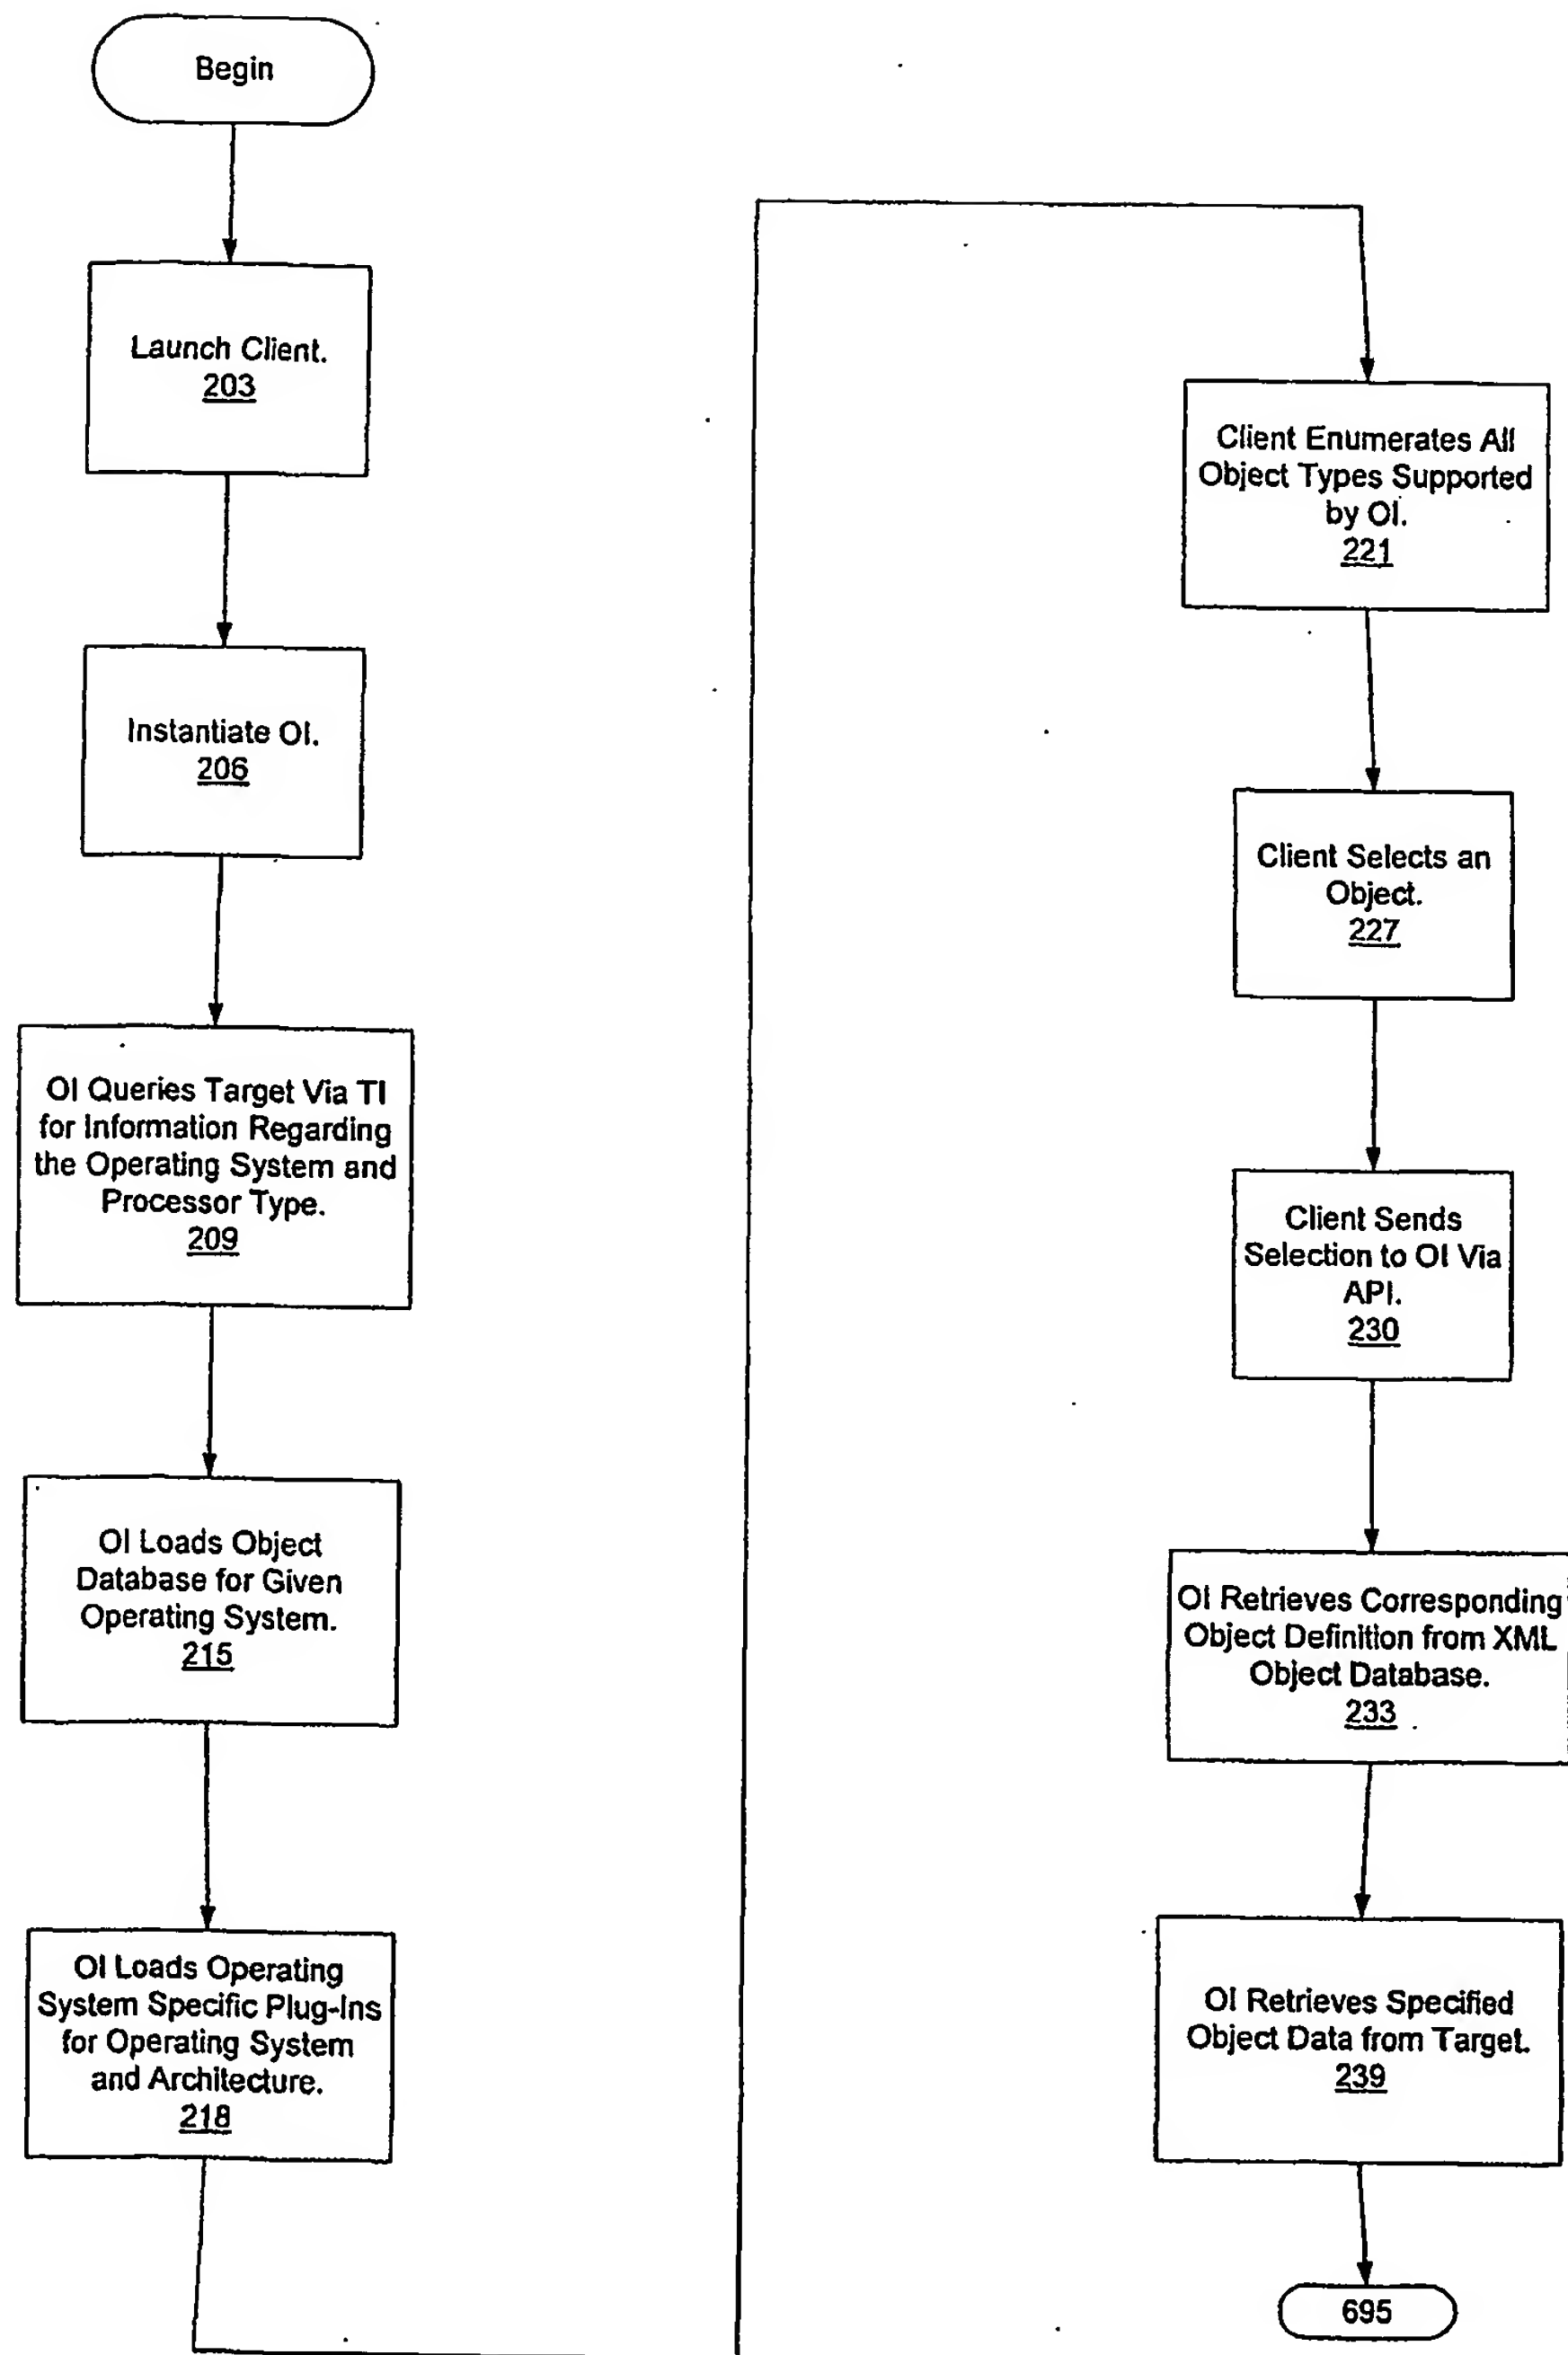 Begin
Launch Client.
203
Instantiate OI.
206
OI Queries Target Via TI
for Information Regarding
the Operating System and
Processor Type.
209
OI Loads Object
Database for Given
Operating System.
215
OI Loads Operating
System Specific Plug-Ins
for Operating System
and Architecture.
218
Client Enumerates All
Object Types Supported
by OI.
221
Client Selects an
Object.
227
Client Sends
Selection to OI Via
API.
230
OI Retrieves Corresponding
Object Definition from XML
Object Database.
233
OI Retrieves Specified
Object Data from Target.
239
695